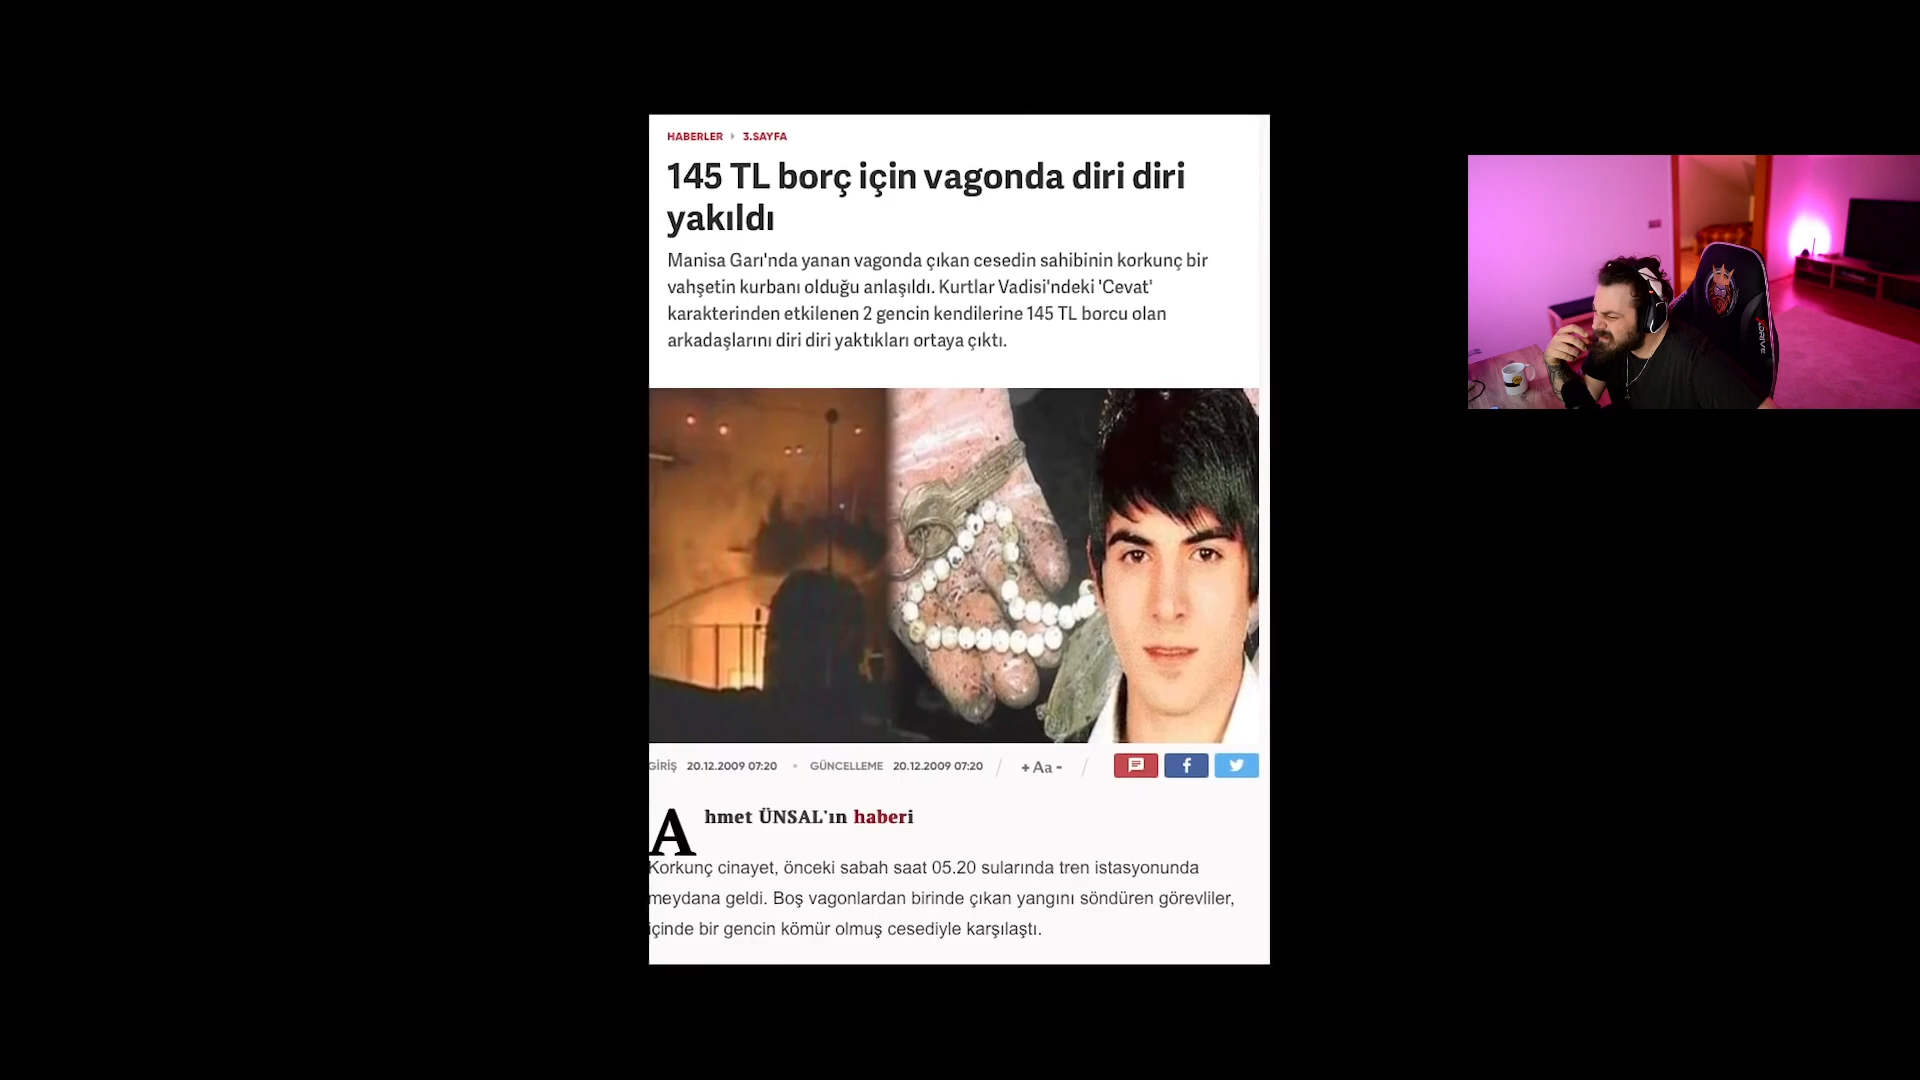 HABERLER 3.SAYFA
145 TL borç için vagonda diri diri
yakıldı
Manisa Garı'nda yanan vagonda çıkan cesedin sahibinin korkunç bir
vahşetin kurbanı olduğu anlaşıldı. Kurtlar Vadisi'ndeki 'Cevat'
karakterinden etkilenen 2 gencin kendilerine 145 TL borcu olan
arkadaşlarını diri diri yaktıkları ortaya çıktı.
GİRİŞ 20.12.2009 07:20 • GÜNCELLEME 20.12.2009 07:20 / + Aa - /
Ahmet ÜNSAL'ın haberi
Korkunç cinayet, önceki sabah saat 05.20 sularında tren istasyonunda
meydana geldi. Boş vagonlardan birinde çıkan yangını söndüren görevliler,
içinde bir gencin kömür olmuş cesediyle karşılaştı.
XDRIVE